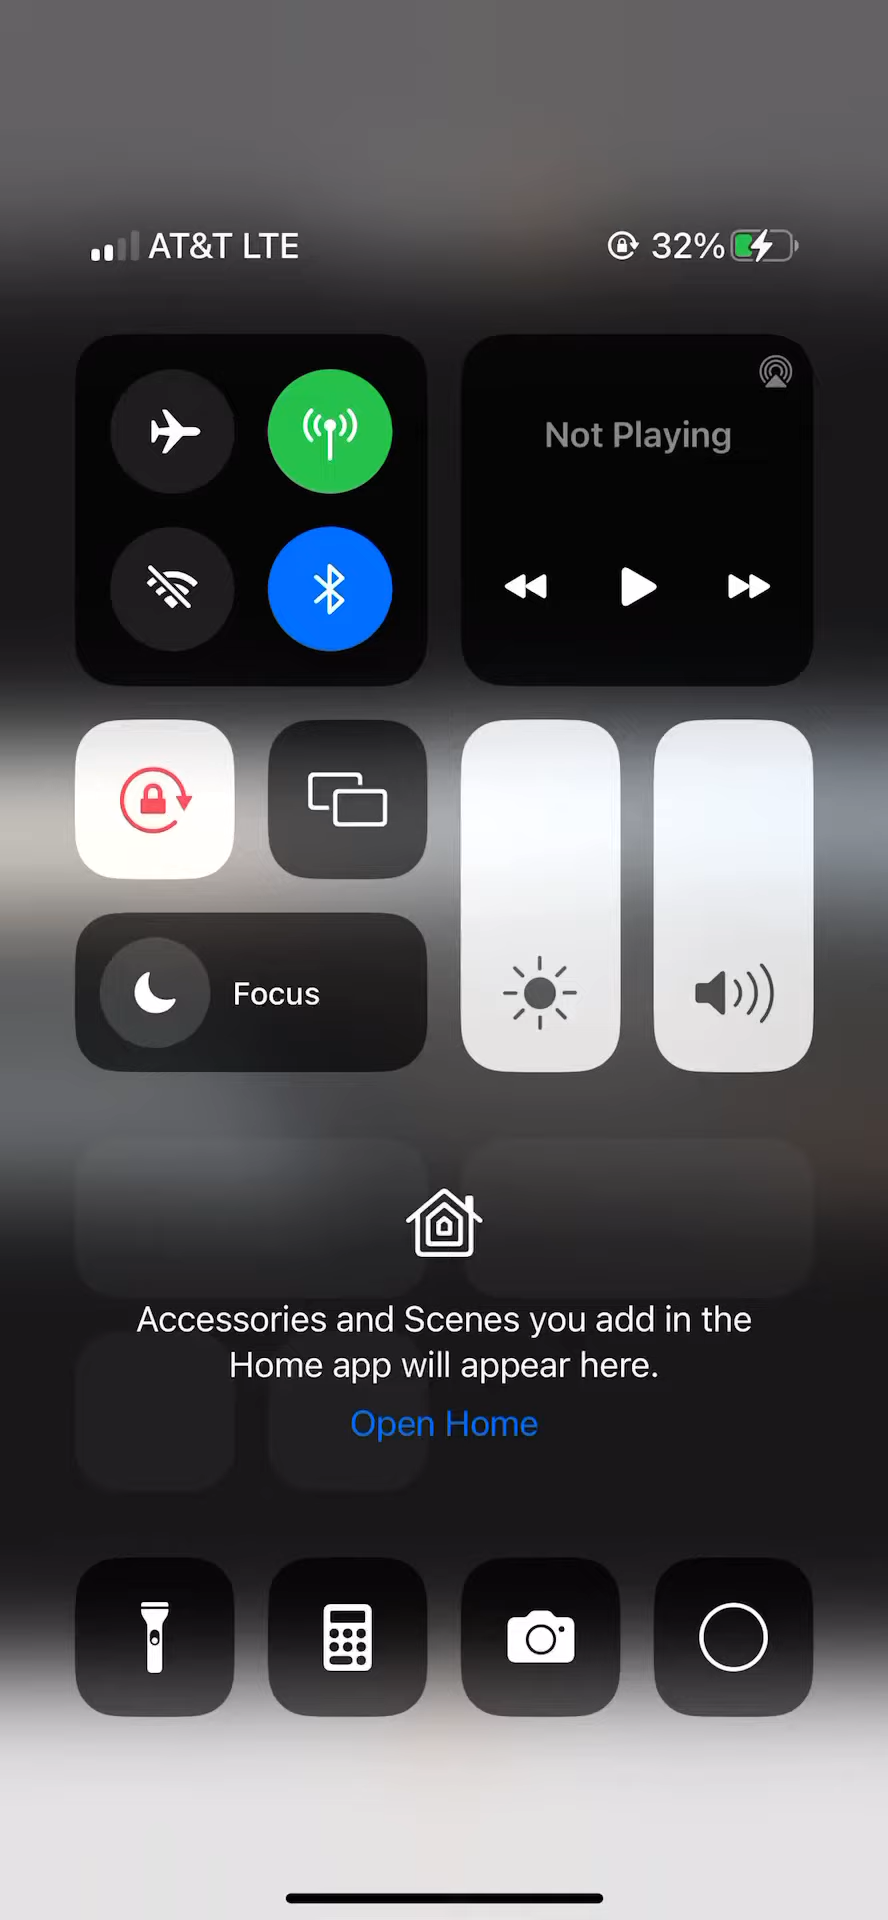 AT&T LTE
32%
Not Playing
Focus
Accessories and Scenes you add in the
Home app will appear here.
Open Home